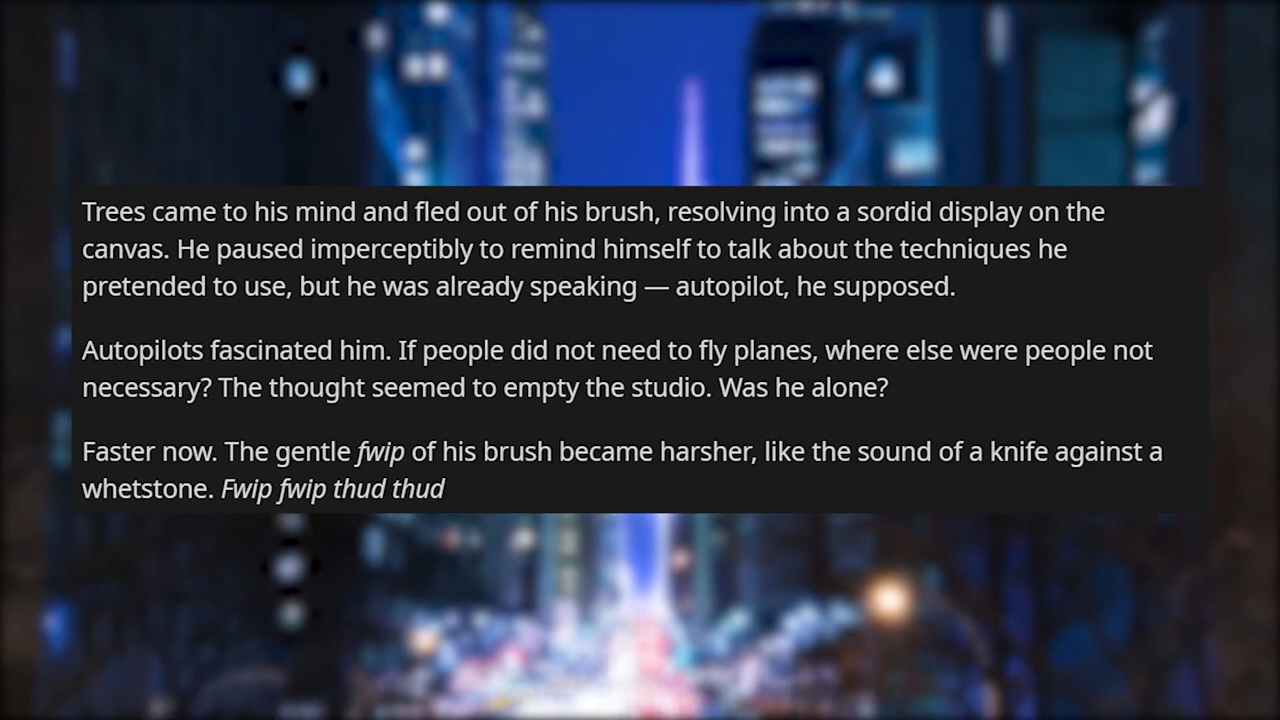 Trees came to his mind and fled out of his brush, resolving into a sordid display on the
canvas. He paused imperceptibly to remind himself to talk about the techniques he
pretended to use, but he was already speaking — autopilot, he supposed.
Autopilots fascinated him. If people did not need to fly planes, where else were people not
necessary? The thought seemed to empty the studio. Was he alone?
Faster now. The gentle fwip of his brush became harsher, like the sound of a knife against a
whetstone. Fwip fwip thud thud